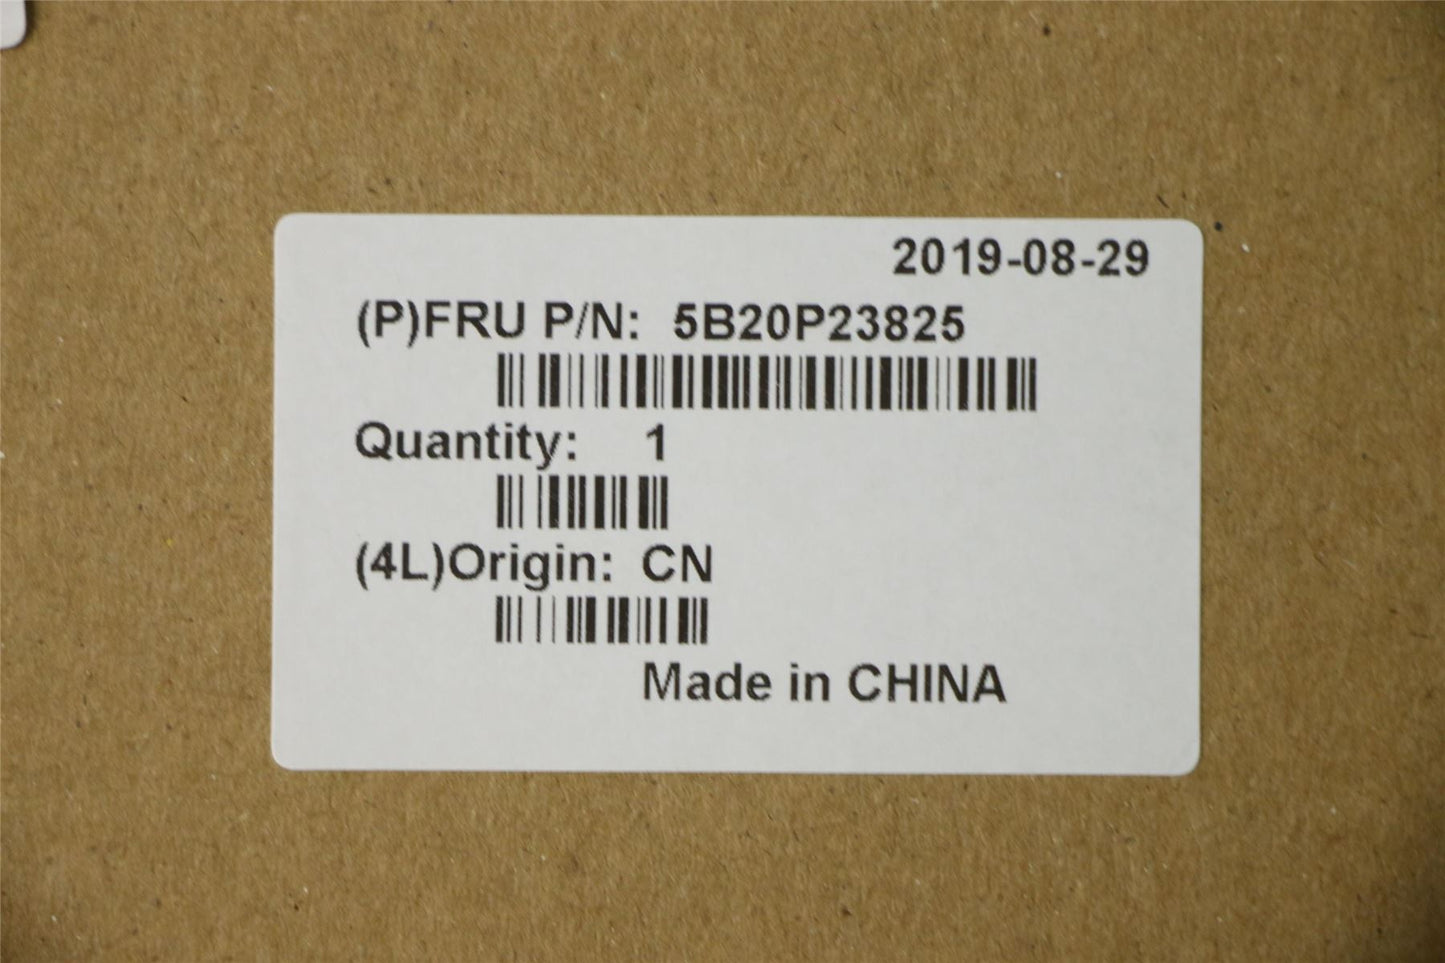 2019-08-29
(P)FRU P/N: 5B20P23825
Quantity: 1
(4L)Origin: CN
Made in CHINA